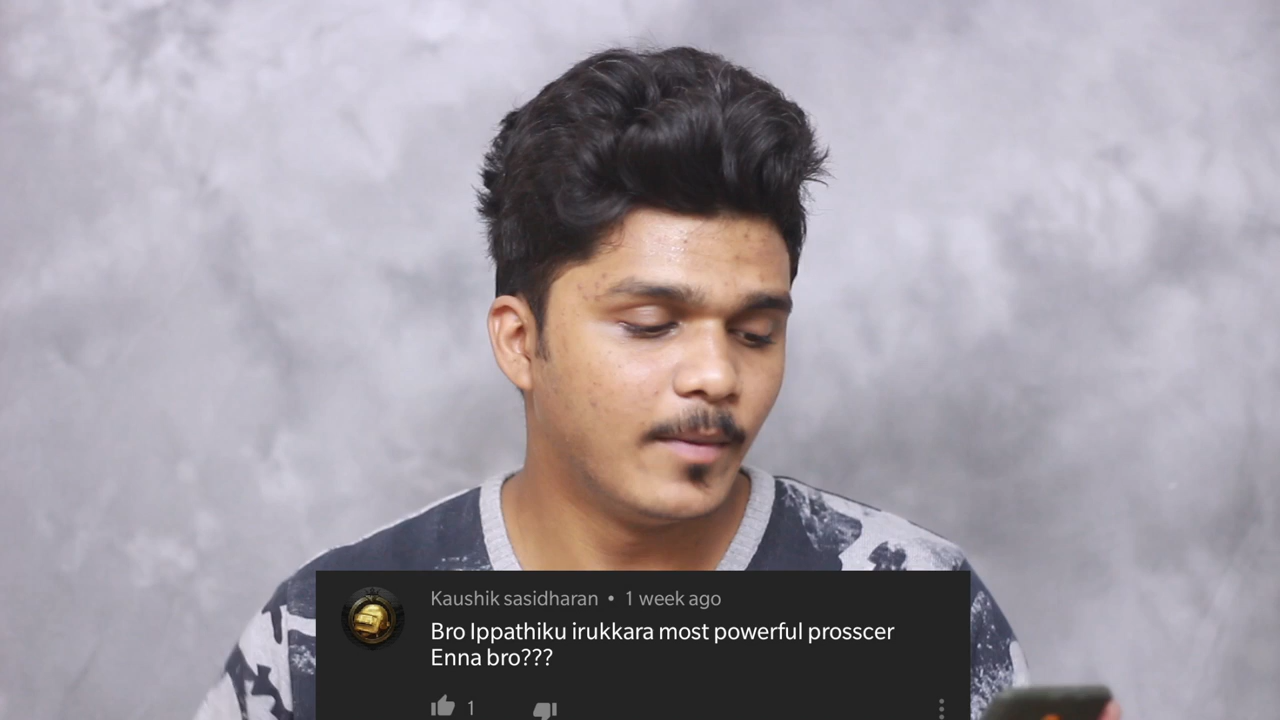 Kaushik sasidharan • 1 week ago
Bro Ippathiku irukkara most powerful prosscer
Enna bro???
1